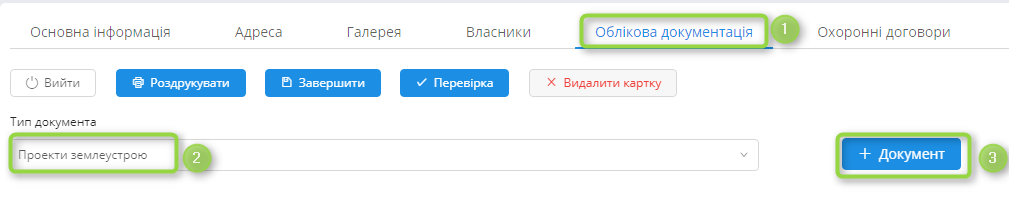 Основна інформація Адреса Галерея Власники Облікова документація 1 Охоронні договори
Вийти Роздрукувати Завершити Перевірка Видалити картку
Тип документа
Проекти землеустрою 2 + Документ 3